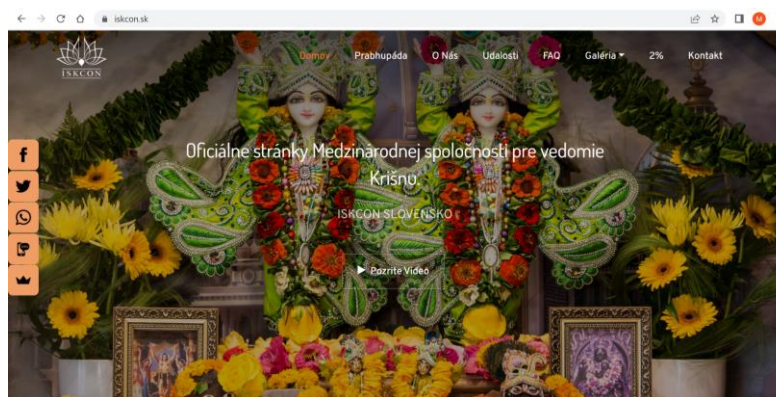 iskcon.sk
M
ISKCON
Domov
Prabhupáda
O Nás
Udalosti
FAQ
Galéria
2%
Kontakt
Oficiálne stránky Medzinárodnej spoločnosti pre vedomie
Krišnu.
ISKCON SLOVENSKO
Pozrite Video